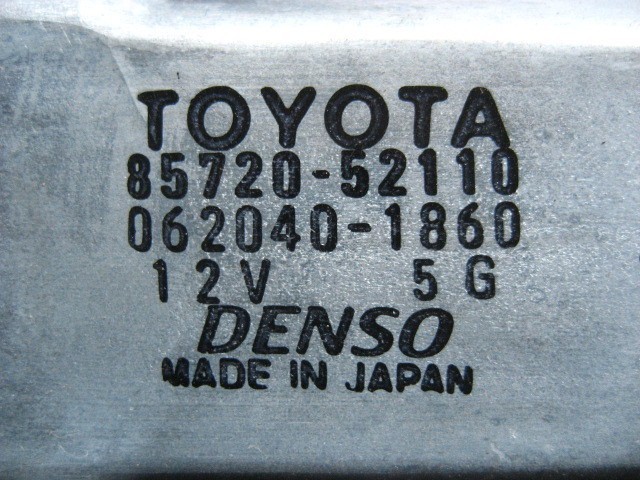 TOYOTA
85720-52110
062040-1860
12V 5G
DENSO
MADE IN JAPAN